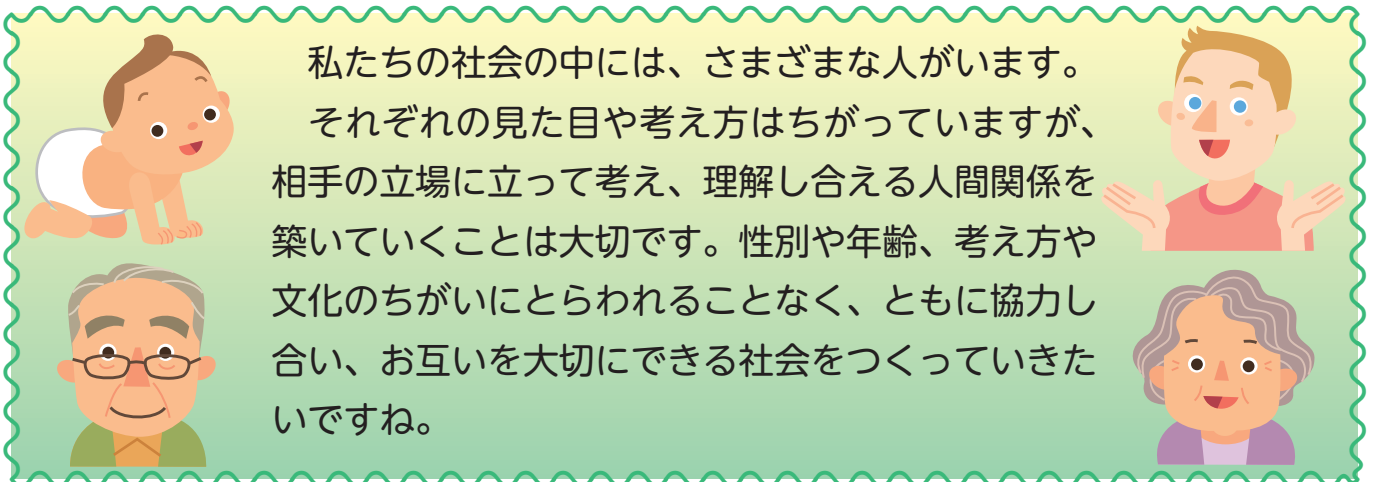 私たちの社会の中には、さまざまな人がいます。
　それぞれの見た目や考え方はちがっていますが、
相手の立場に立って考え、理解し合える人間関係を
築いていくことは大切です。性別や年齢、考え方や
文化のちがいにとらわれることなく、ともに協力し
合い、お互いを大切にできる社会をつくっていきた
いですね。